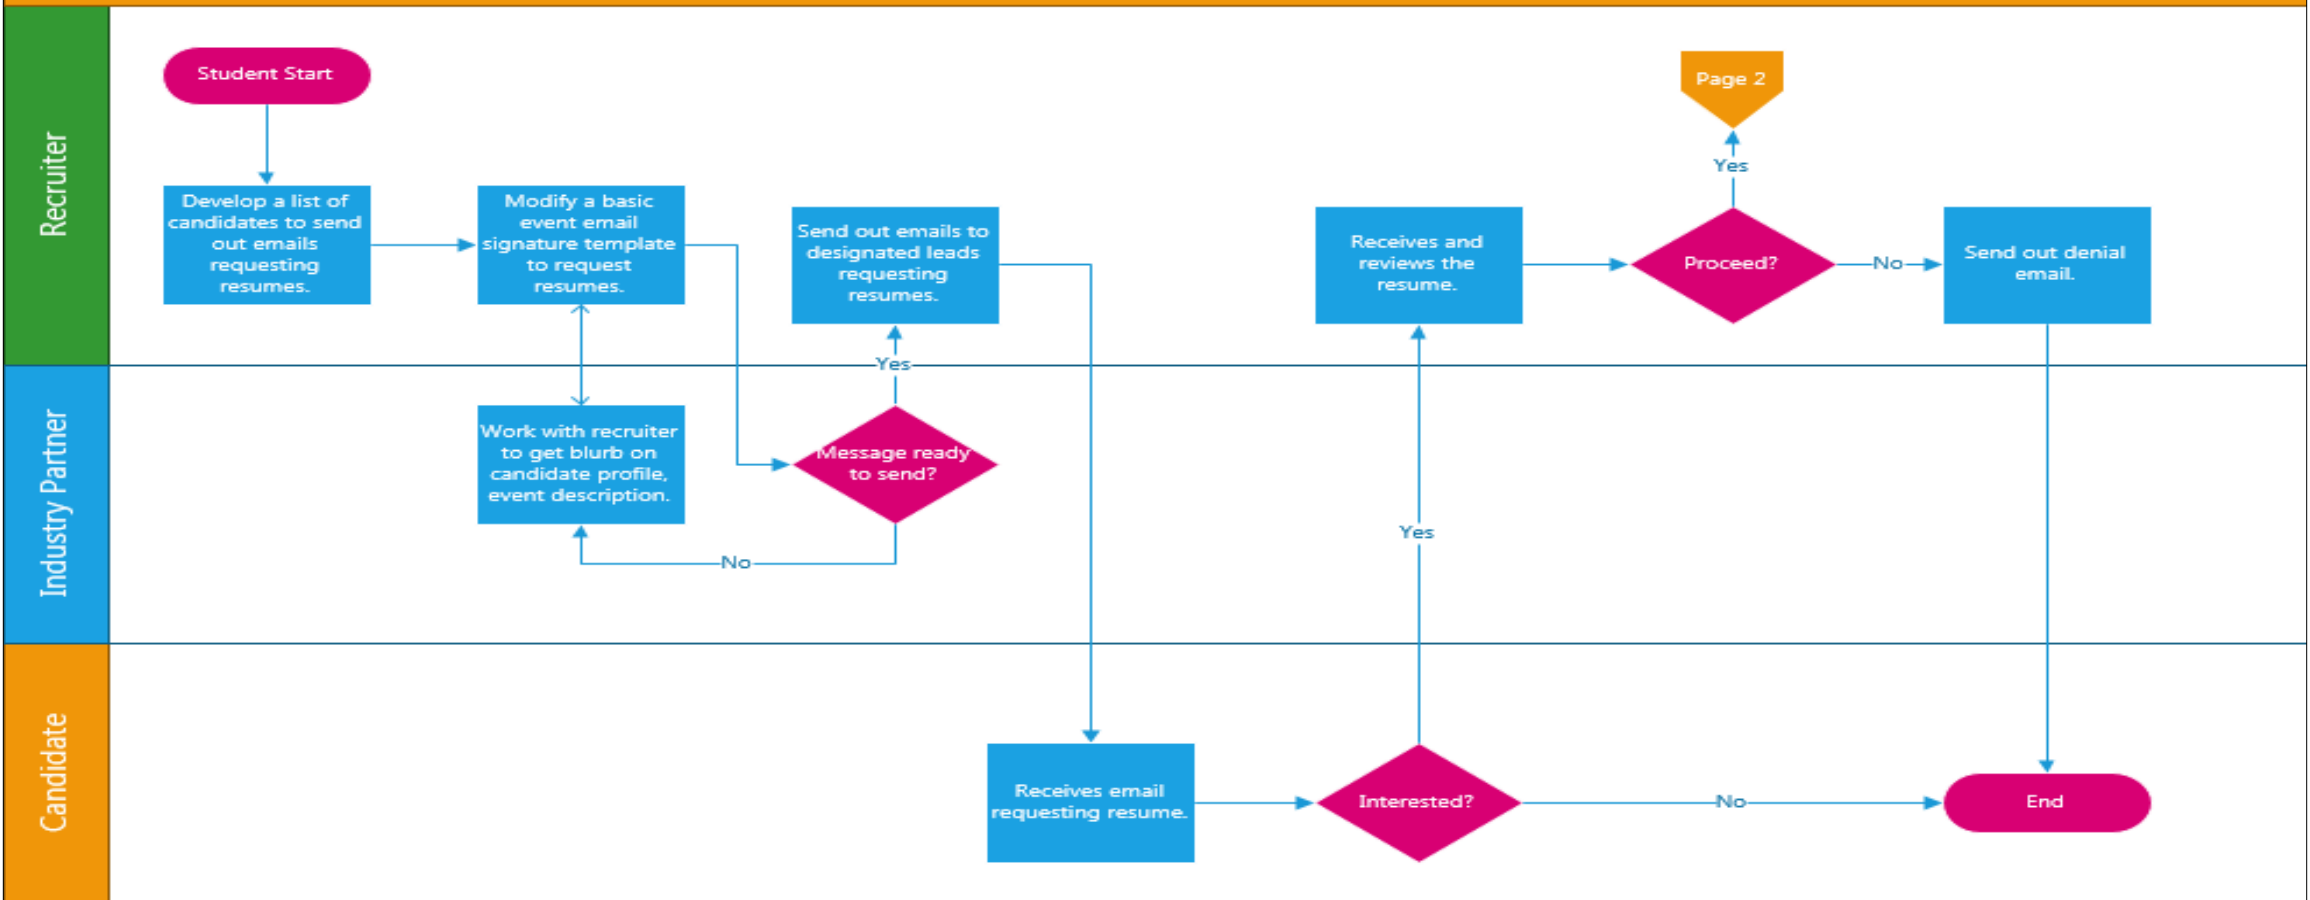 Recruiter
Student Start
Develop a list of
candidates to send
out emails
requesting
resumes.
Modify a basic
event email
signature template
to request
resumes.
Send out emails to
designated leads
requesting
resumes.
Yes
Receives and
reviews the
resume.
Proceed?
Yes
Page 2
No
Send out denial
email.
Industry Partner
Work with recruiter
to get blurb on
candidate profile,
event description.
Message ready
to send?
No
Yes
Candidate
Receives email
requesting resume.
Interested?
No
End